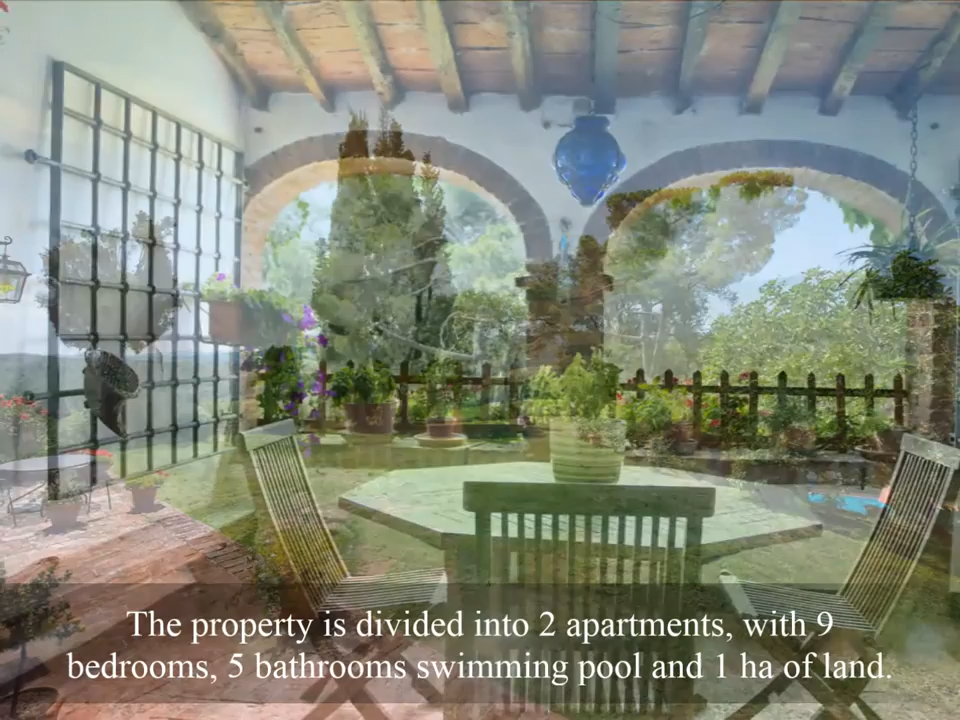 The property is divided into 2 apartments, with 9
bedrooms, 5 bathrooms swimming pool and 1 ha of land.